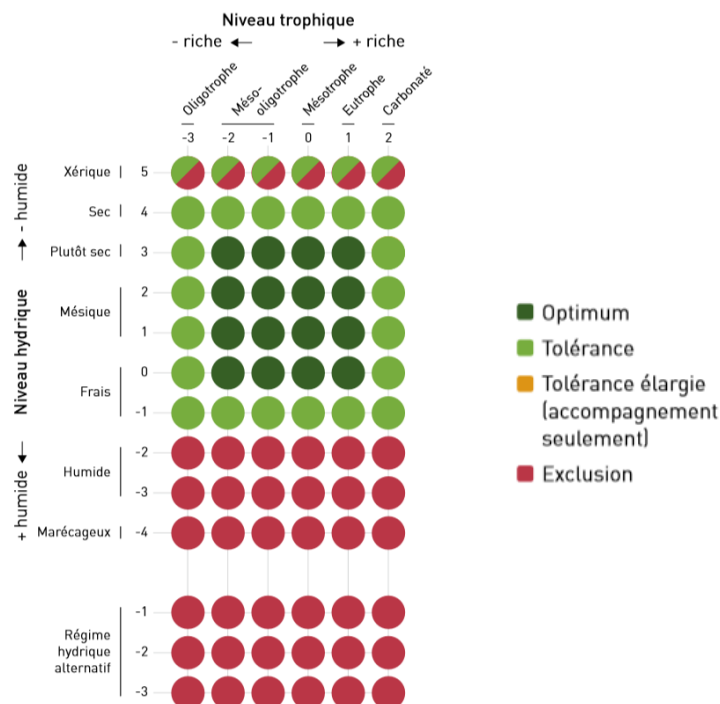 Niveau trophique
- riche ← → + riche
Oligotrophe
Méso-
oligotrophe
Mésotrophe
Eutrophe
Carbonaté
-3 -2 -1 0 1 2
→ - humide
Niveau hydrique
+ humide ←
Xérique 5
Sec 4
Plutôt sec 3
2
Mésique
1
0
Frais
-1
-2
Humide
-3
Marécageux -4
-1
Régime
hydrique
alternatif
-2
-3
Optimum
Tolérance
Tolérance élargie
(accompagnement
seulement)
Exclusion